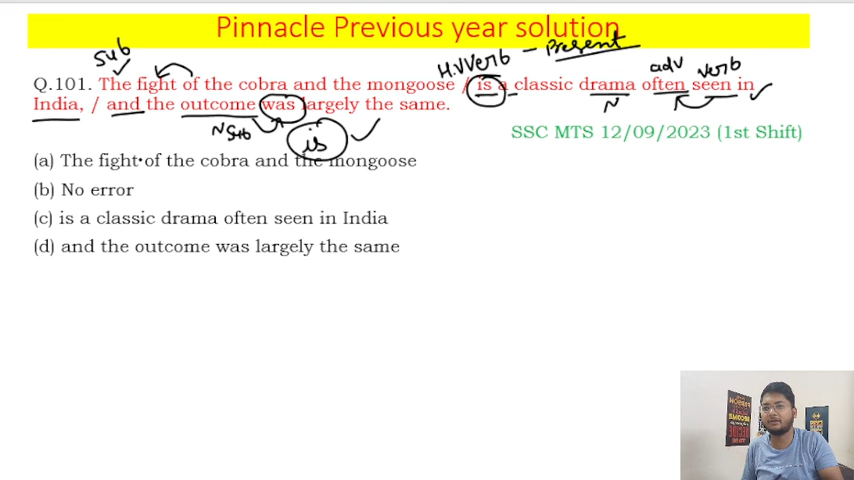 Pinnacle Previous year solution
Sub
H.V Verb - Present
adv verb
Q.101. The fight of the cobra and the mongoose / is a classic drama often seen in
India, / and the outcome was largely the same.
N Sub
N
is
SSC MTS 12/09/2023 (1st Shift)
(a) The fight of the cobra and the mongoose
(b) No error
(c) is a classic drama often seen in India
(d) and the outcome was largely the same